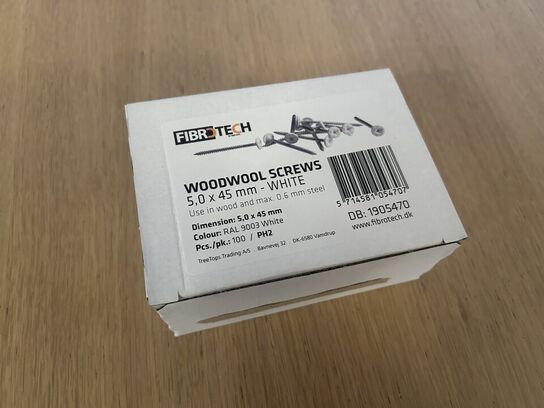 FIBROTECH
WOODWOOL SCREWS
5,0 x 45 mm - WHITE
Use in wood and max. 0.6 mm steel
Dimension: 5,0 x 45 mm
Colour: RAL 9003 White
Pcs./pk.: 100 / PH2
TreeTops Trading A/S Bavnevej 32 DK-6580 Vamdrup
5 714581 054707
DB: 1905470
www.fibrotech.dk